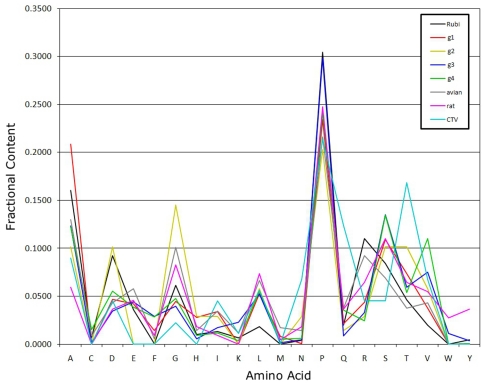 0.3500
0.3000
0.2500
0.2000
0.1500
0.1000
0.0500
0.0000
Fractional Content
Rubi
g1
g2
g3
g4
avian
rat
CTV
A C D E F G H I K L M N P Q R S T V W Y
Amino Acid